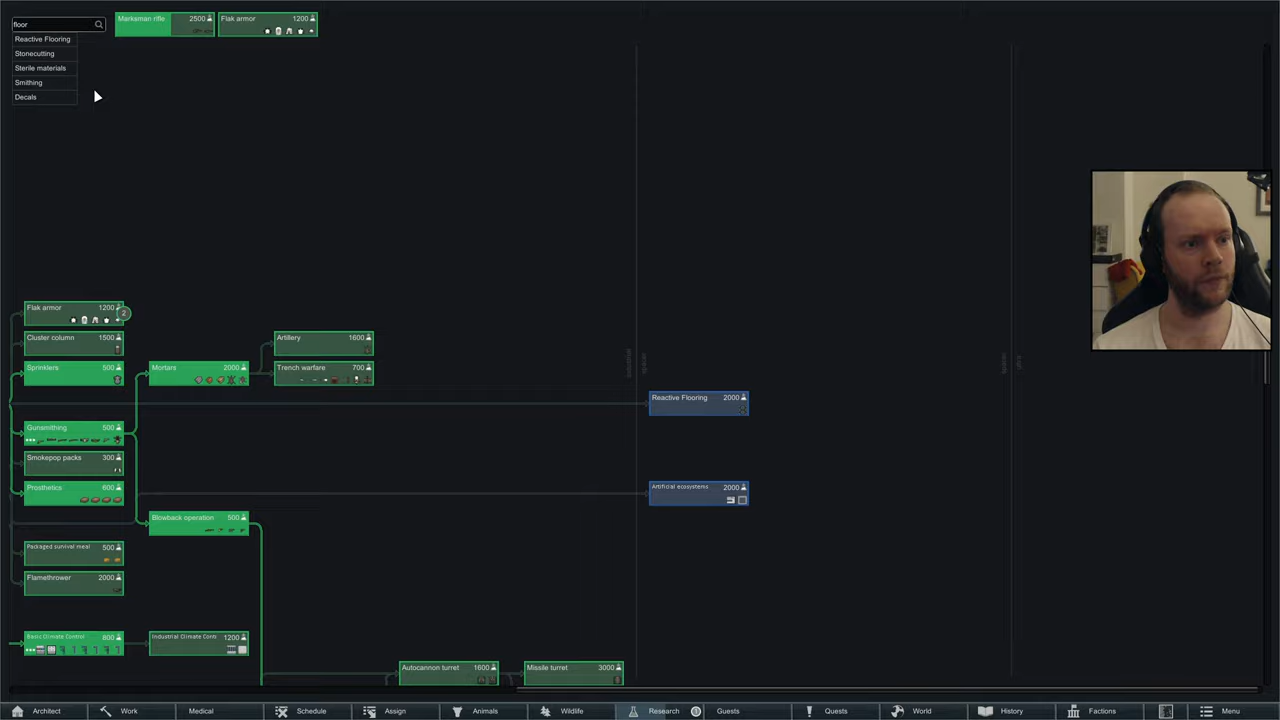 floor
Reactive Flooring
Stonecutting
Sterile materials
Smithing
Decals
Marksman rifle 2500
Flak armor 1200
Flak armor 1200
2
Cluster column 1500
Sprinklers 500
Mortars 2000
Artillery 1600
Trench warfare 700
Reactive Flooring 2000
Gunsmithing 500
Smokepop packs 300
Prosthetics 600
Artificial ecosystems 2000
Blowback operation 500
Packaged survival meal 500
Flamethrower 2000
Basic Climate Control 800
Industrial Climate Cont 1200
Autocannon turret 1600
Missile turret 3000
Architect
Work
Medical
Schedule
Assign
Animals
Wildlife
Research
Guests
Quests
World
History
Factions
Menu